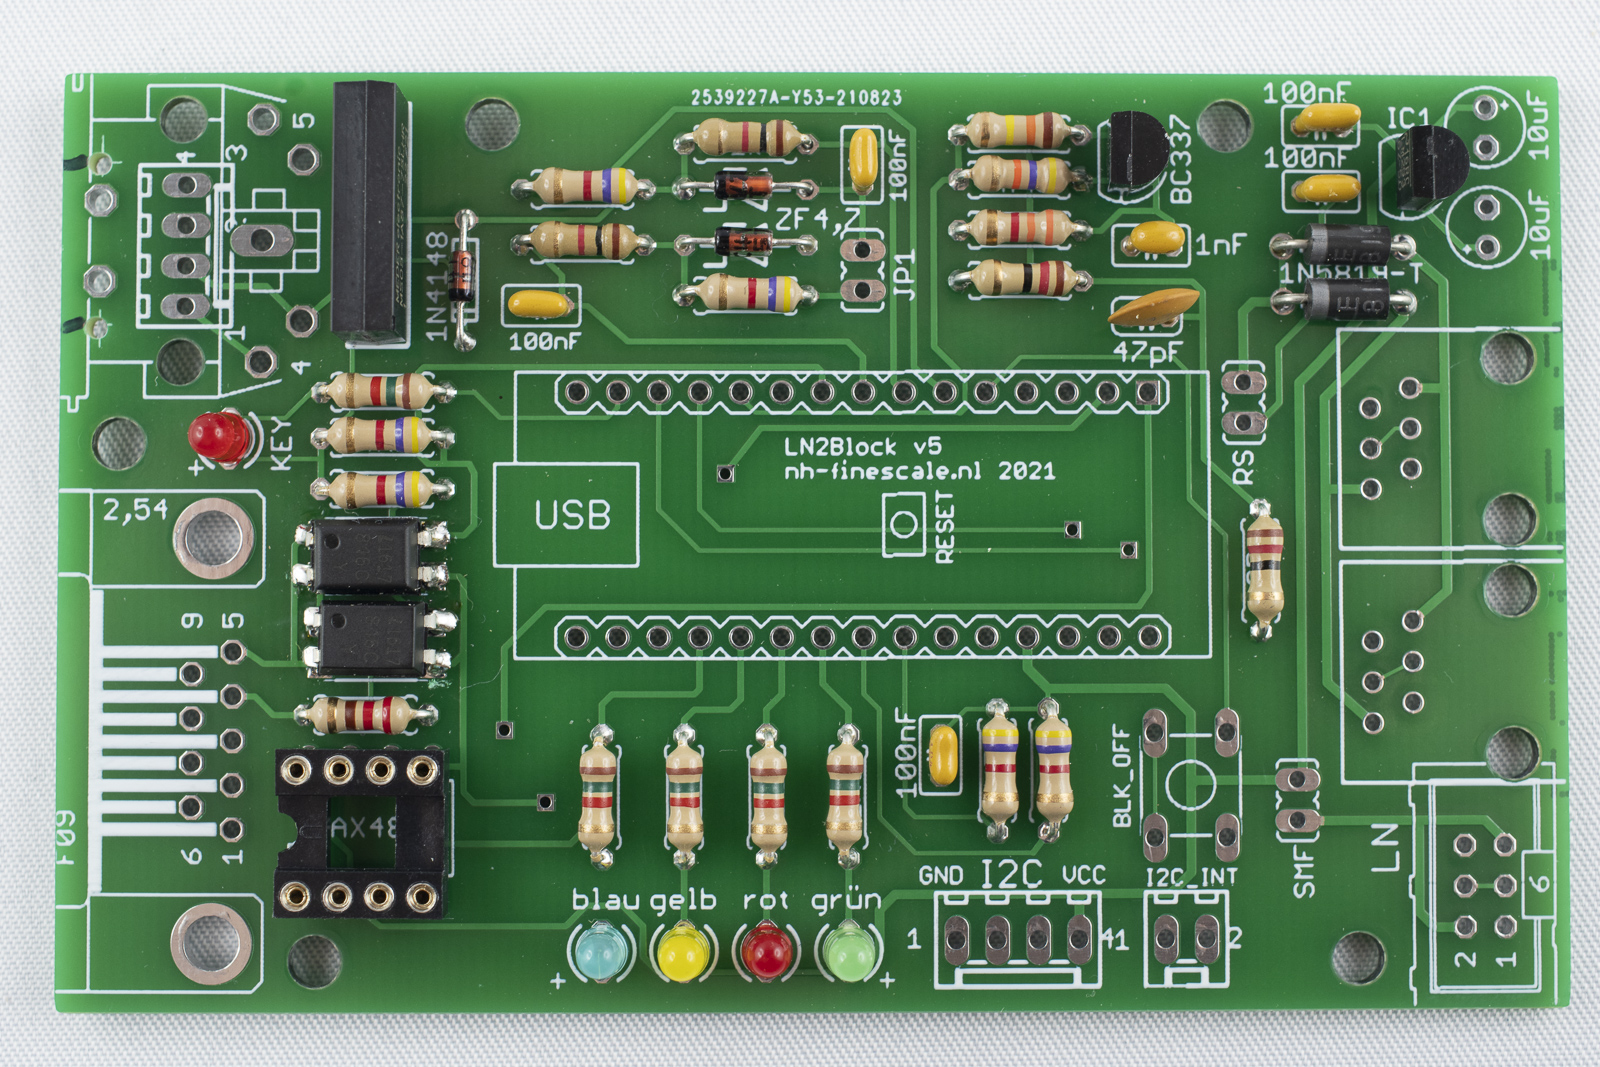 2539227A-Y53-210823
5
4
3
2
1
4
100nF
BC337
100nF
IC1
10uF
100nF
10uF
ZF4,7
1N4148
JP1
1nF
1N5819-T
100nF
47pF
KEY
+
RS
LN2Block v5
nh-finescale.nl 2021
2,54
USB
RESET
9
5
6
1
F09
AX48
100nF
BLK_OFF
SMF
LN
6
2
1
GND
I2C
VCC
I2C_INT
1
41
2
blau
gelb
rot
grün
+
+